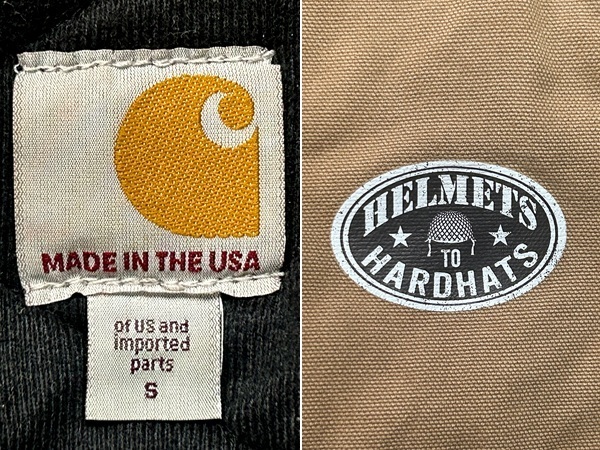 MADE IN THE USA
of US and
imported
parts
S
HELMETS
TO
HARDHATS